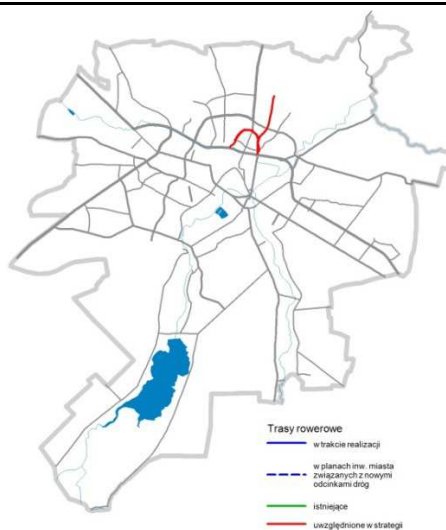 Trasy rowerowe
w trakcie realizacji
w planach inw. miasta
związanych z nowymi
odcinkami dróg
istniejące
uwzględnione w strategii